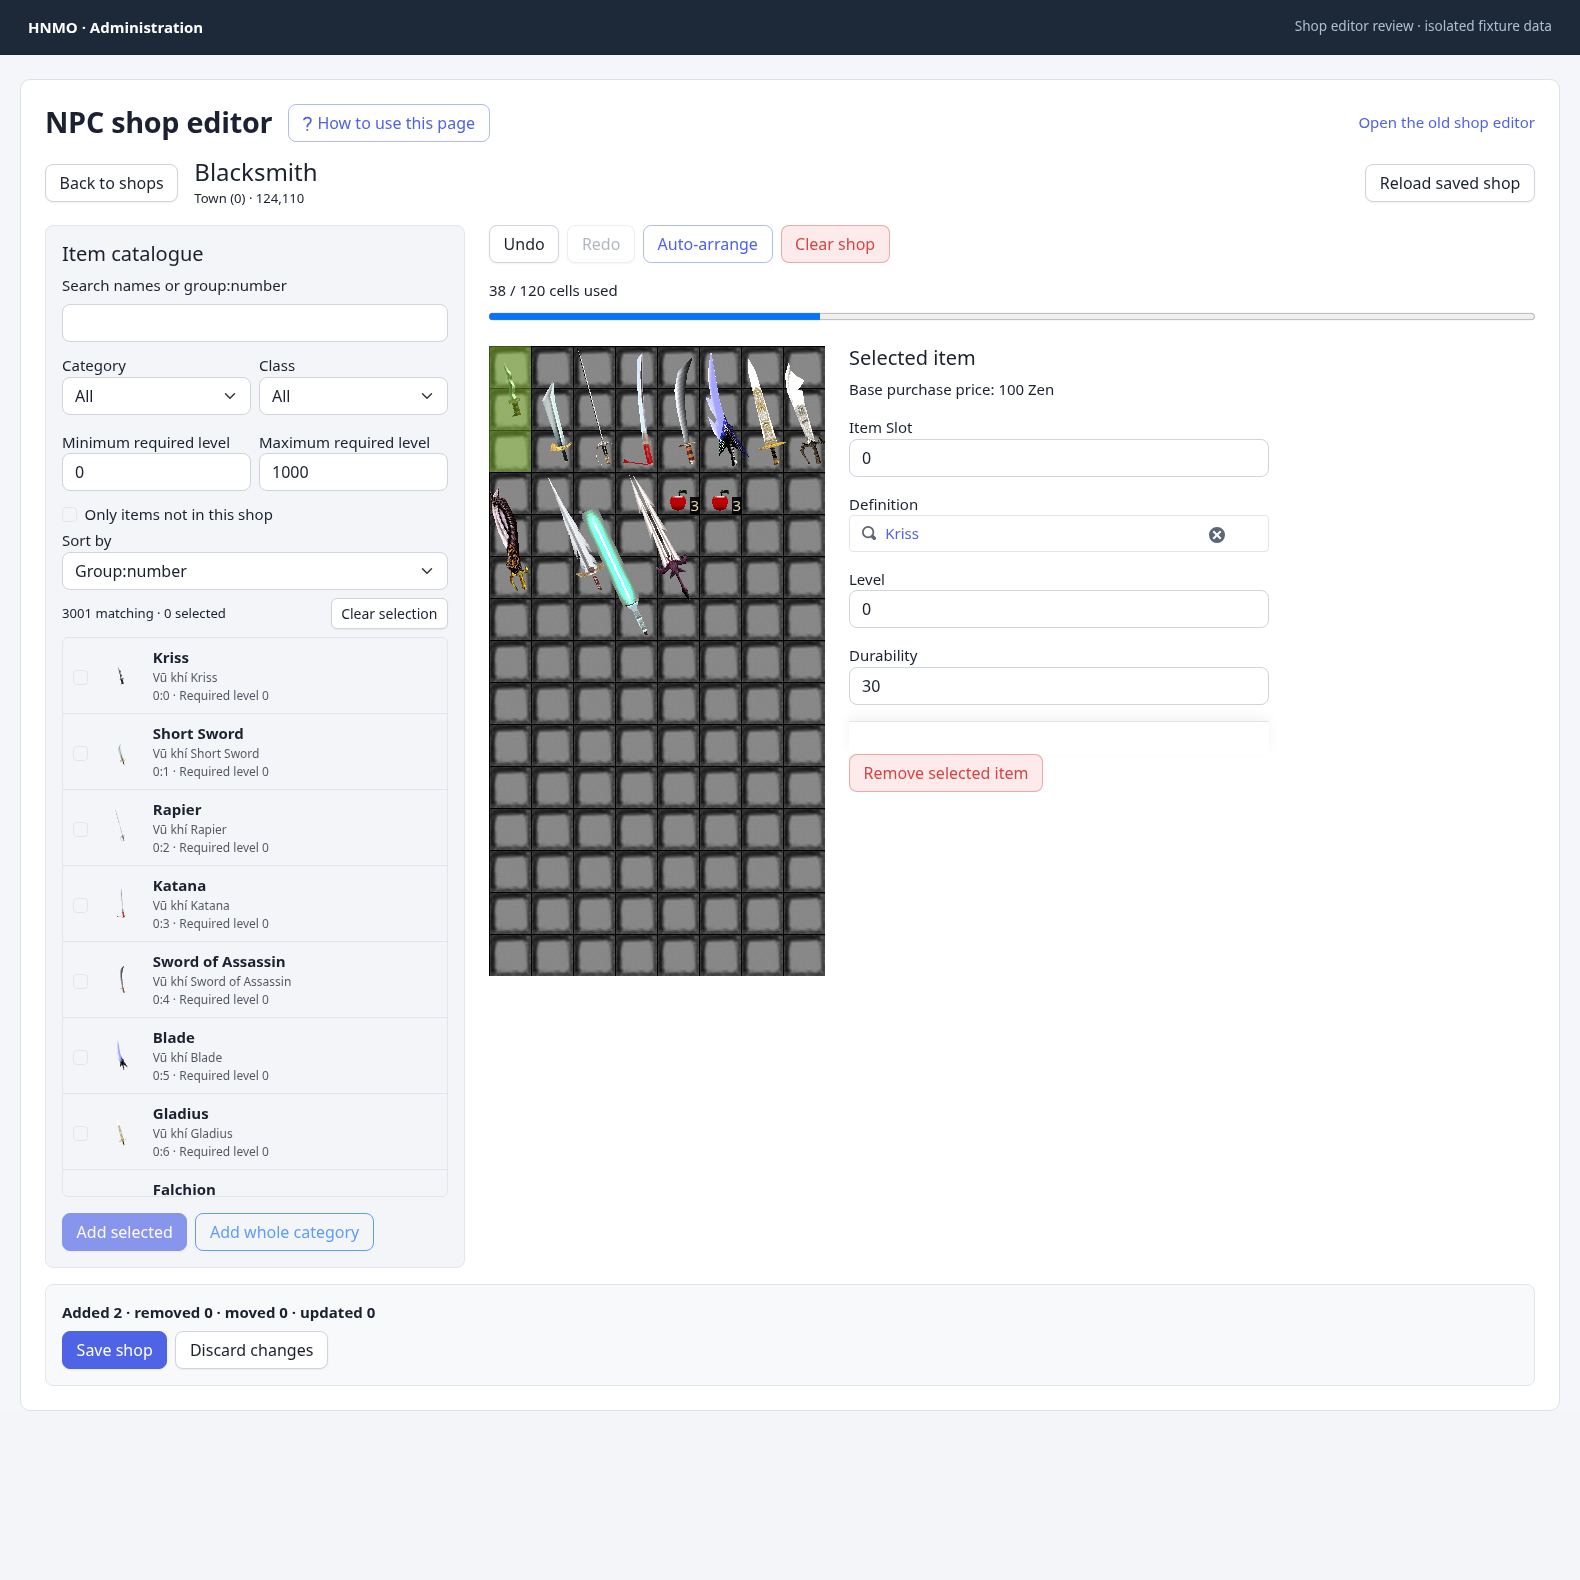 HNMO · Administration
Shop editor review · isolated fixture data
NPC shop editor
? How to use this page
Open the old shop editor
Back to shops
Blacksmith
Town (0) · 124,110
Reload saved shop
Item catalogue
Search names or group:number
Category
Class
All
All
Minimum required level
Maximum required level
0
1000
Only items not in this shop
Sort by
Group:number
3001 matching · 0 selected
Clear selection
Kriss
Vũ khí Kriss
0:0 · Required level 0
Short Sword
Vũ khí Short Sword
0:1 · Required level 0
Rapier
Vũ khí Rapier
0:2 · Required level 0
Katana
Vũ khí Katana
0:3 · Required level 0
Sword of Assassin
Vũ khí Sword of Assassin
0:4 · Required level 0
Blade
Vũ khí Blade
0:5 · Required level 0
Gladius
Vũ khí Gladius
0:6 · Required level 0
Falchion
Add selected
Add whole category
Undo
Redo
Auto-arrange
Clear shop
38 / 120 cells used
3
3
Selected item
Base purchase price: 100 Zen
Item Slot
0
Definition
Kriss
Level
0
Durability
30
Remove selected item
Added 2 · removed 0 · moved 0 · updated 0
Save shop
Discard changes